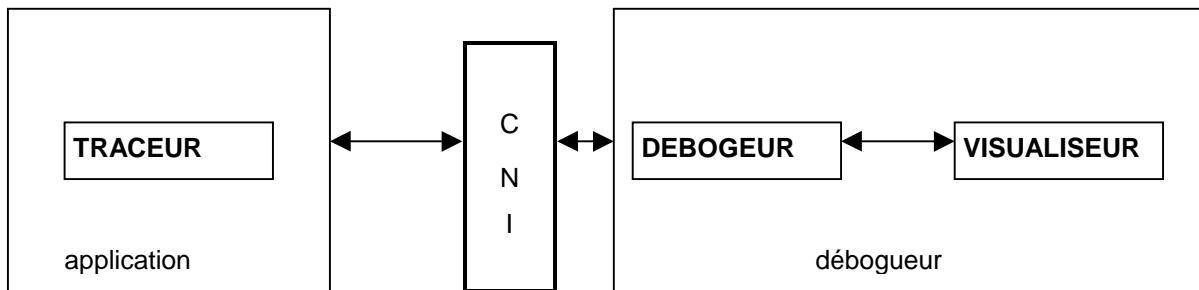 TRACEUR
application
C
N
I
DEBOGEUR
VISUALISEUR
débogueur